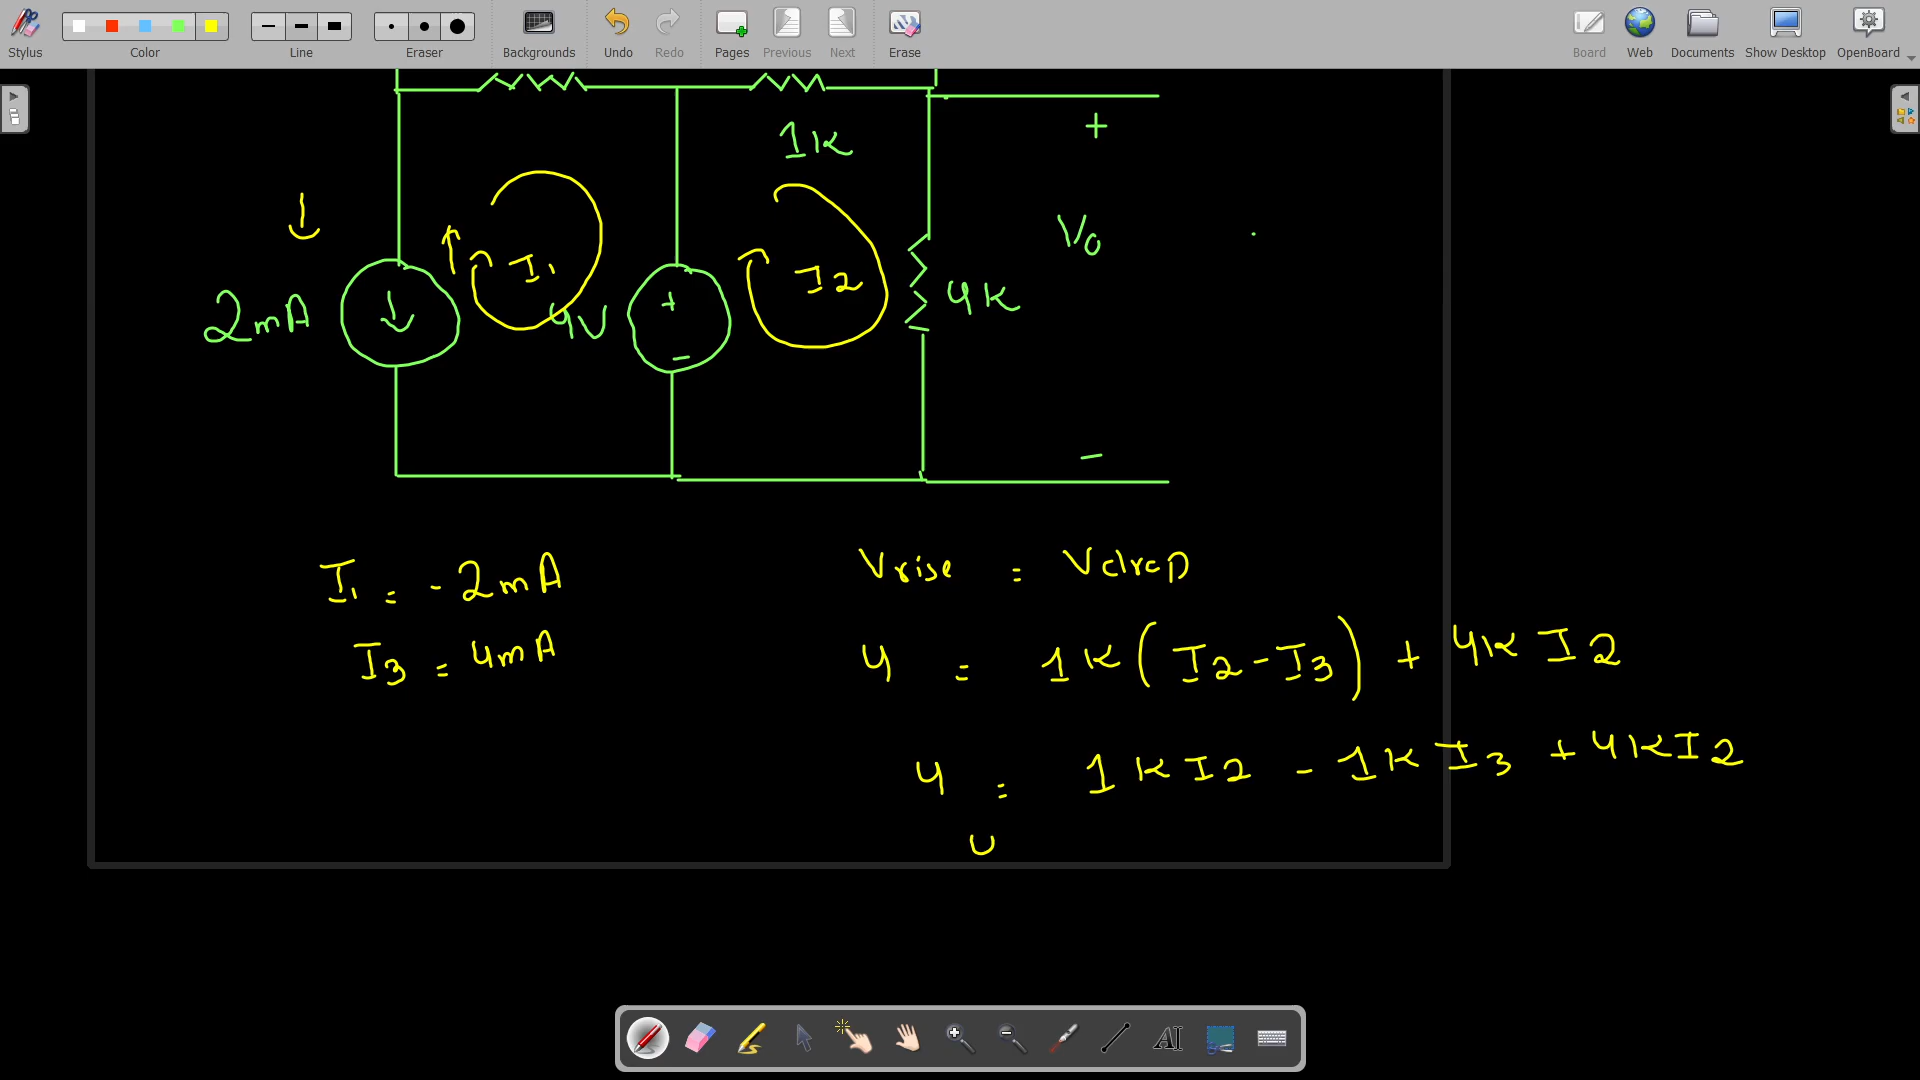 Stylus Color Line Eraser Backgrounds Undo Redo Pages Previous Next Erase Board Web Documents Show Desktop OpenBoard
1k
+
V0
I1
I2
2mA
4V
+
-
4k
-
I1 = -2mA
Vrise = Vdrop
I3 = 4mA
4 = 1k(I2-I3) + 4k I2
4 = 1k I2 - 1k I3 + 4k I2
AI